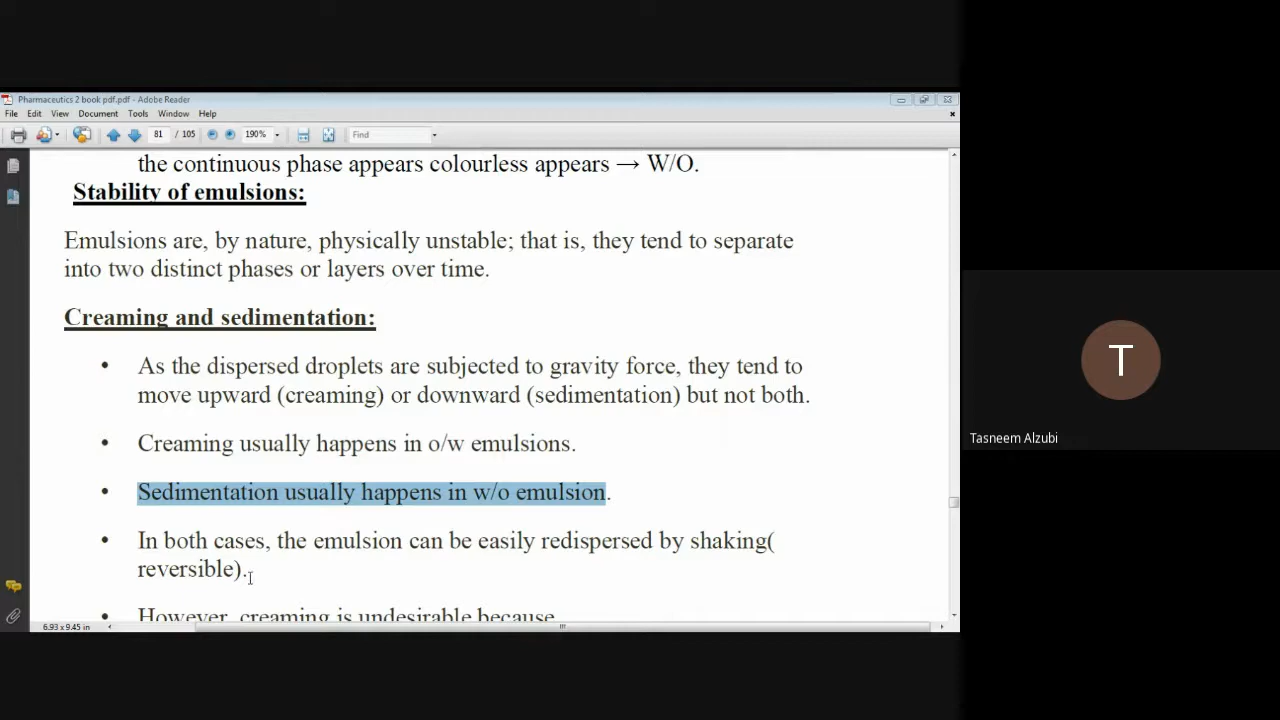 Pharmaceutics 2 book pdf.pdf - Adobe Reader
File Edit View Document Tools Window Help
81 / 105 190% Find
the continuous phase appears colourless appears → W/O.
Stability of emulsions:
Emulsions are, by nature, physically unstable; that is, they tend to separate
into two distinct phases or layers over time.
Creaming and sedimentation:
• As the dispersed droplets are subjected to gravity force, they tend to
move upward (creaming) or downward (sedimentation) but not both.
• Creaming usually happens in o/w emulsions.
• Sedimentation usually happens in w/o emulsion.
• In both cases, the emulsion can be easily redispersed by shaking(
reversible).
• However, creaming is undesirable because
6.93 x 9.45 in
T
Tasneem Alzubi